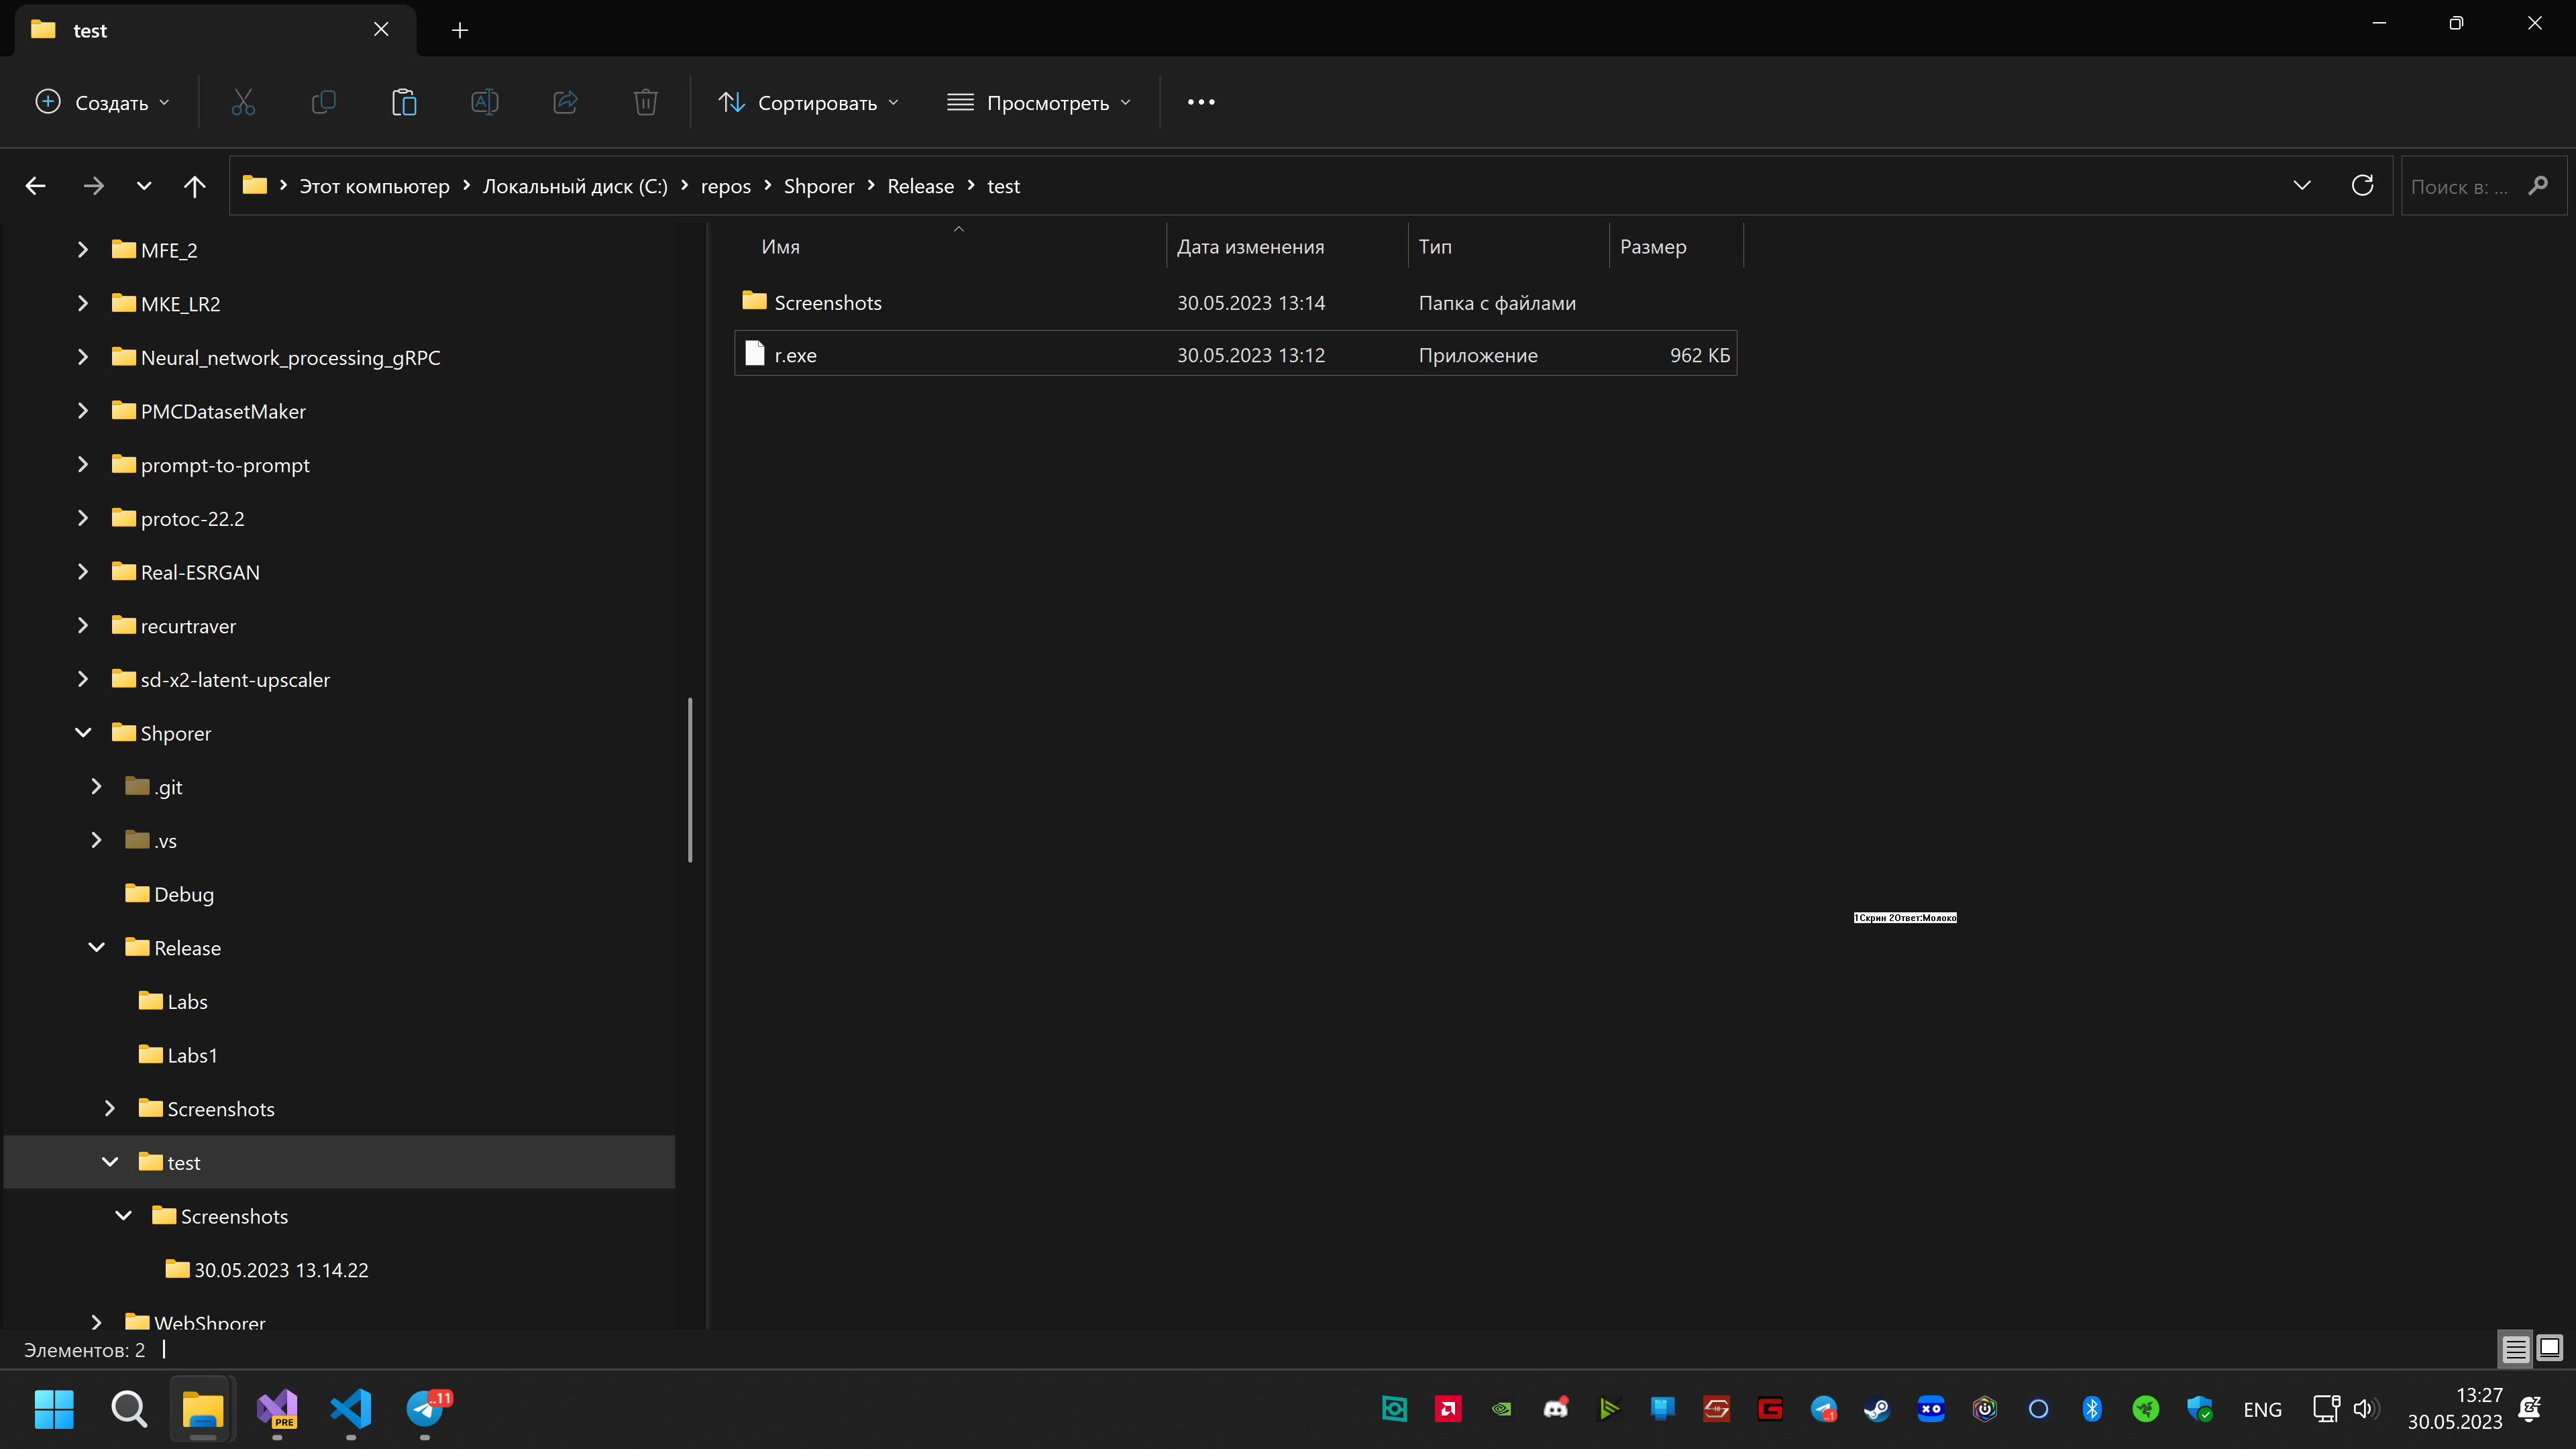 test
Создать
Сортировать
Просмотреть
Этот компьютер
Локальный диск (C:)
repos
Shporer
Release
test
Поиск в: ...
MFE_2
MKE_LR2
Neural_network_processing_gRPC
PMCDatasetMaker
prompt-to-prompt
protoc-22.2
Real-ESRGAN
recurtraver
sd-x2-latent-upscaler
Shporer
.git
.vs
Debug
Release
Labs
Labs1
Screenshots
test
Screenshots
30.05.2023 13.14.22
WebShporer
Имя Дата изменения Тип Размер
Screenshots 30.05.2023 13:14 Папка с файлами
r.exe 30.05.2023 13:12 Приложение 962 КБ
1Скрин 2Ответ:Молоко
Элементов: 2
PRE
..11
ENG
13:27
30.05.2023